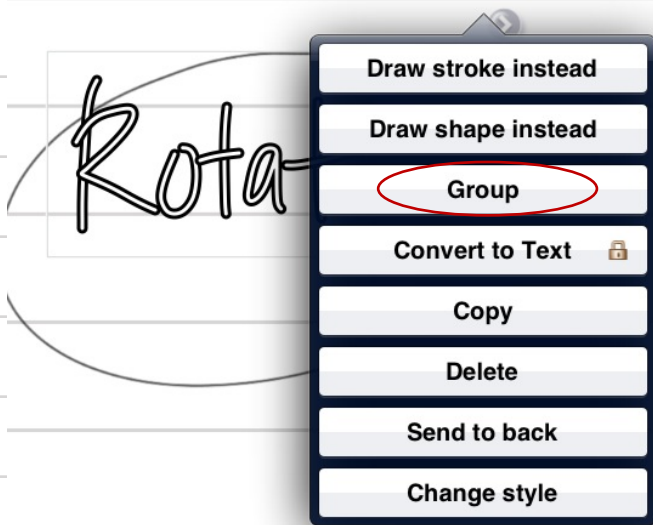 Rota
Draw stroke instead
Draw shape instead
Group
Convert to Text
Copy
Delete
Send to back
Change style